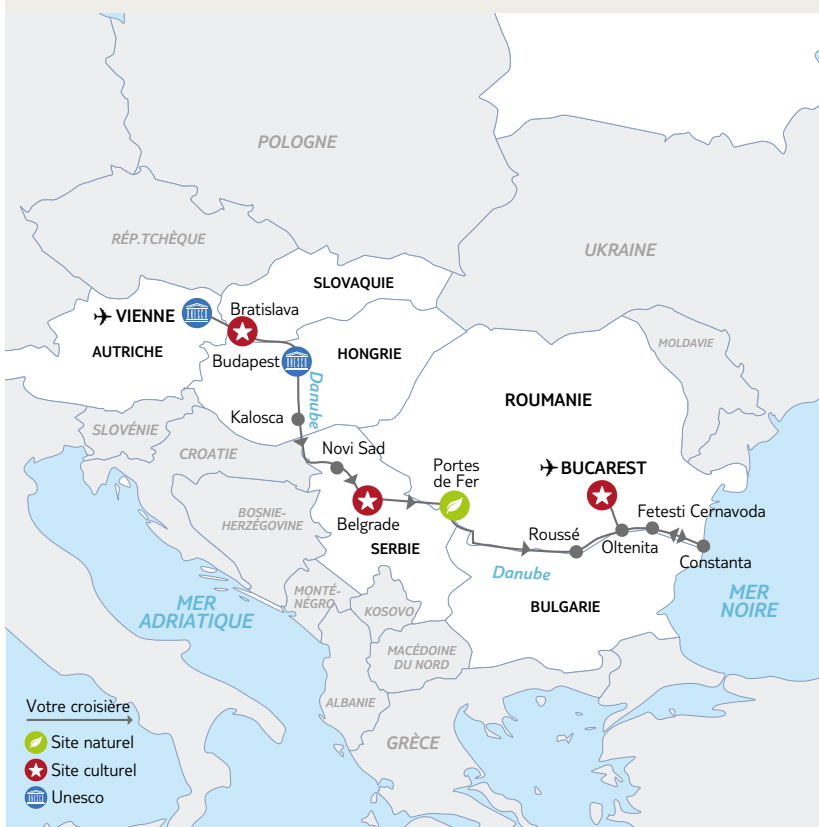 POLOGNE
RÉP.TCHÈQUE
UKRAINE
SLOVAQUIE
VIENNE
Bratislava
AUTRICHE
Budapest
HONGRIE
MOLDAVIE
Danube
ROUMANIE
Kalosca
SLOVÉNIE
CROATIE
Novi Sad
Portes
de Fer
BUCAREST
BOSNIE-
HERZÉGOVINE
Belgrade
Fetesti Cernavoda
Roussé
Oltenita
SERBIE
Constanta
Danube
MER
ADRIATIQUE
MONTÉ-
NÉGRO
KOSOVO
BULGARIE
MER
NOIRE
MACÉDOINE
DU NORD
ALBANIE
GRÈCE
Votre croisière
Site naturel
Site culturel
Unesco